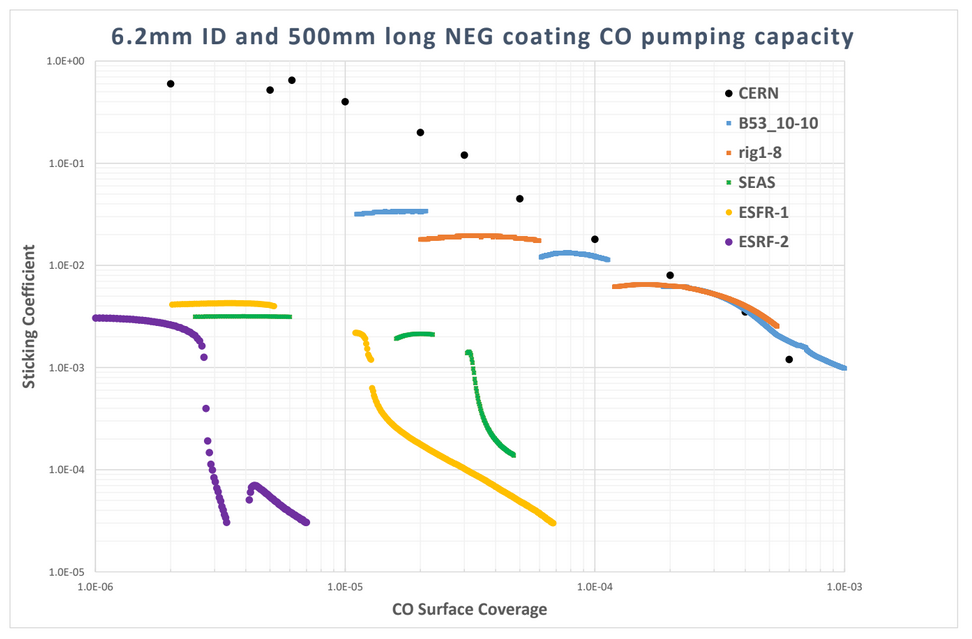 6.2mm ID and 500mm long NEG coating CO pumping capacity
1.0E+00
1.0E-01
1.0E-02
1.0E-03
1.0E-04
1.0E-05
Sticking Coefficient
CERN
B53_10-10
rig1-8
SEAS
ESFR-1
ESRF-2
1.0E-06
1.0E-05
1.0E-04
1.0E-03
CO Surface Coverage